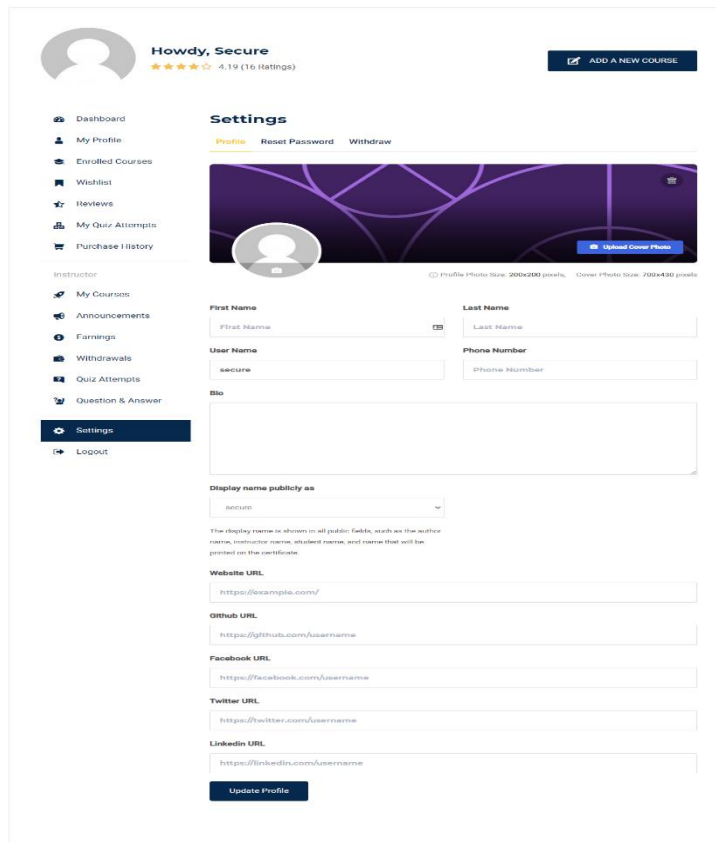 Howdy, Secure
4.19 (16 Ratings)
ADD A NEW COURSE
Dashboard
My Profile
Enrolled Courses
Wishlist
Reviews
My Quiz Attempts
Purchase History
Instructor
My Courses
Announcements
Earnings
Withdrawals
Quiz Attempts
Question & Answer
Settings
Logout
Settings
Profile Reset Password Withdraw
Upload Cover Photo
Profile Photo Size: 200x200 pixels, Cover Photo Size: 700x430 pixels
First Name Last Name
First Name Last Name
User Name Phone Number
secure Phone Number
Bio
Display name publicly as
secure
The display name is shown in all public fields, such as the author
name, instructor name, student name, and name that will be
printed on the certificate.
Website URL
https://example.com/
Github URL
https://github.com/username
Facebook URL
https://facebook.com/username
Twitter URL
https://twitter.com/username
Linkedin URL
https://linkedin.com/username
Update Profile